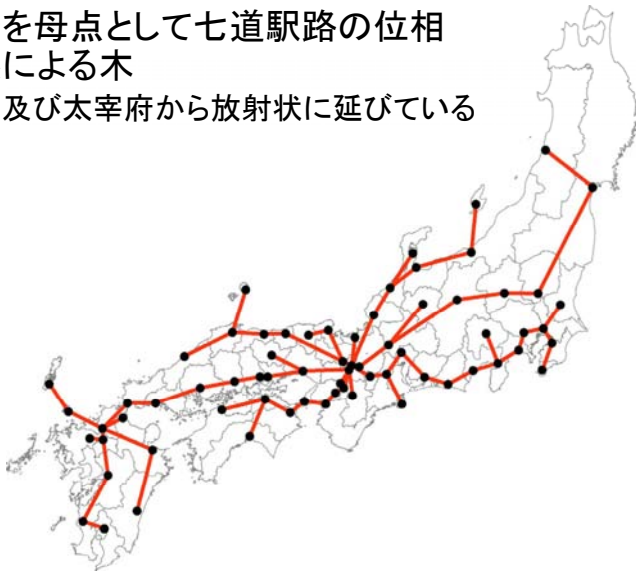 を母点として七道駅路の位相
による木
及び太宰府から放射状に延びている